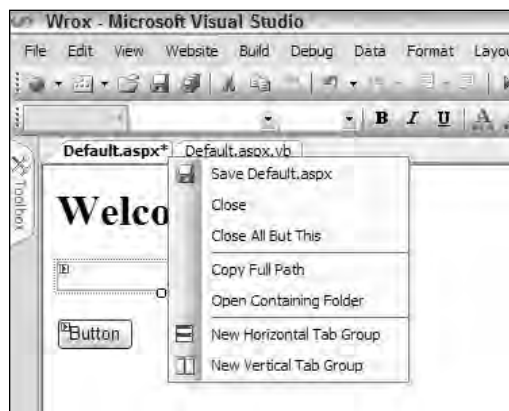 Wrox - Microsoft Visual Studio
File Edit View Website Build Debug Data Format Layou
B I U A
Default.aspx* Default.aspx.vb
Toolbox
Save Default.aspx
Close
Close All But This
Copy Full Path
Open Containing Folder
New Horizontal Tab Group
New Vertical Tab Group
Welco
Button